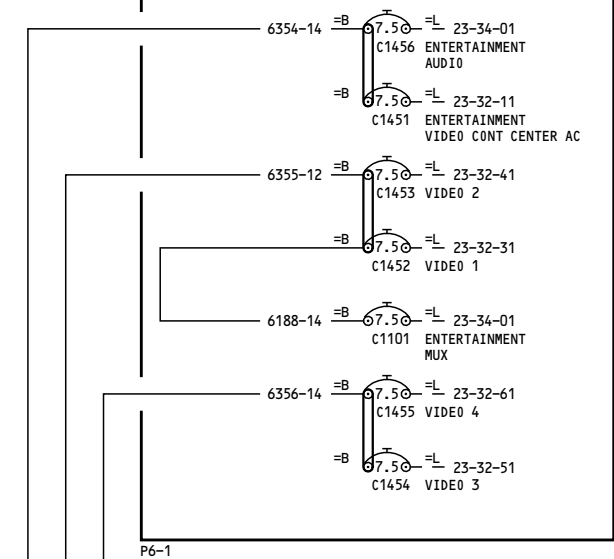 6354-14 =B 7.5 =L 23-34-01
C1456 ENTERTAINMENT
AUDIO
=B 7.5 =L 23-32-11
C1451 ENTERTAINMENT
VIDEO CONT CENTER AC
6355-12 =B 7.5 =L 23-32-41
C1453 VIDEO 2
=B 7.5 =L 23-32-31
C1452 VIDEO 1
6188-14 =B 7.5 =L 23-34-01
C1101 ENTERTAINMENT
MUX
6356-14 =B 7.5 =L 23-32-61
C1455 VIDEO 4
=B 7.5 =L 23-32-51
C1454 VIDEO 3
P6-1